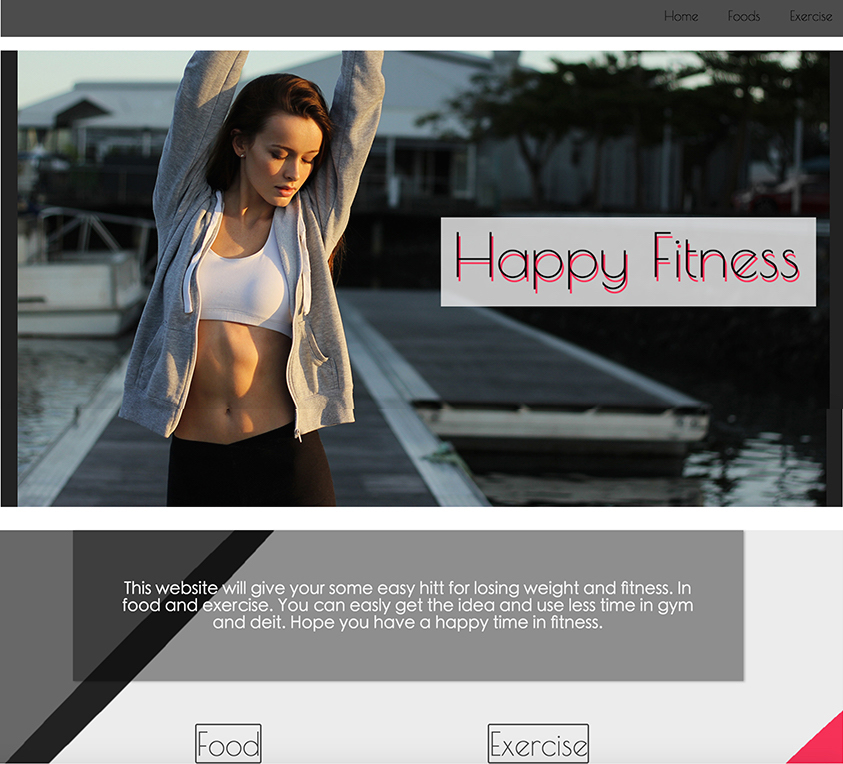 Home Foods Exercise
Happy Fitness
This website will give your some easy hitt for losing weight and fitness. In
food and exercise. You can easly get the idea and use less time in gym
and deit. Hope you have a happy time in fitness.
Food Exercise